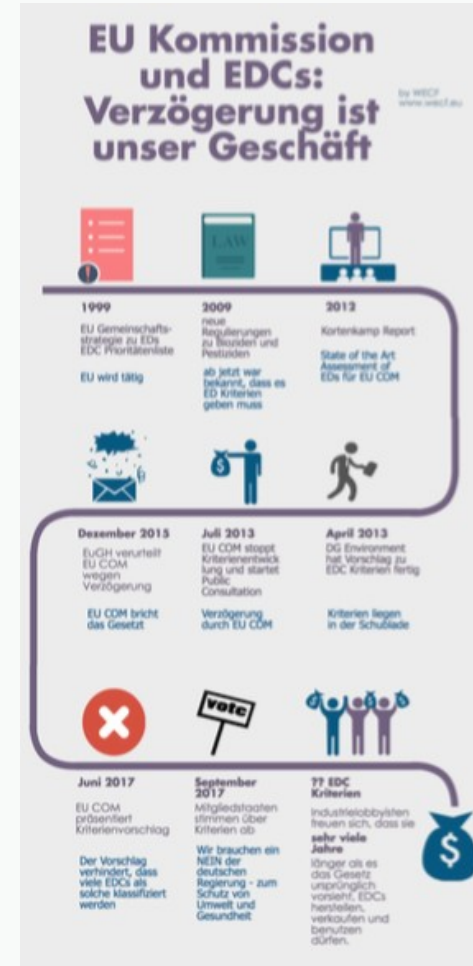 EU Kommission
und EDCs:
Verzögerung ist
unser Geschäft
by WECF
www.wecf.eu
LAW
1999
EU Gemeinschafts-
strategie zu EDs
EDC Prioritätenliste
EU wird tätig
2009
neue
Regulierungen
zu Bioziden und
Pestiziden
ab jetzt war
bekannt, dass es
ED Kriterien
geben muss
2012
Kortenkamp Report
State of the Art
Assessment of
EDs für EU COM
Dezember 2015
EuGH verurteilt
EU COM
wegen
Verzögerung
EU COM bricht
das Gesetzt
Juli 2013
EU COM stoppt
Kriterienentwick
lung und startet
Public
Consultation
Verzögerung
durch EU COM
April 2013
DG Environment
hat Vorschlag zu
EDC Kriterien fertig
Kriterien liegen
in der Schublade
vote
Juni 2017
EU COM
präsentiert
Kriterienvorschlag
Der Vorschlag
verhindert, dass
viele EDCs als
solche klassifiziert
werden
September
2017
Mitgliedstaaten
stimmen über
Kriterien ab
Wir brauchen ein
NEIN der
deutschen
Regierung - zum
Schutz von
Umwelt und
Gesundheit
?? EDC
Kriterien
Industrielobbyisten
freuen sich, dass sie
sehr viele
Jahre
länger als es
das Gesetz
ursprünglich
vorsieht, EDCs
herstellen,
verkaufen und
benutzen
dürfen.
$